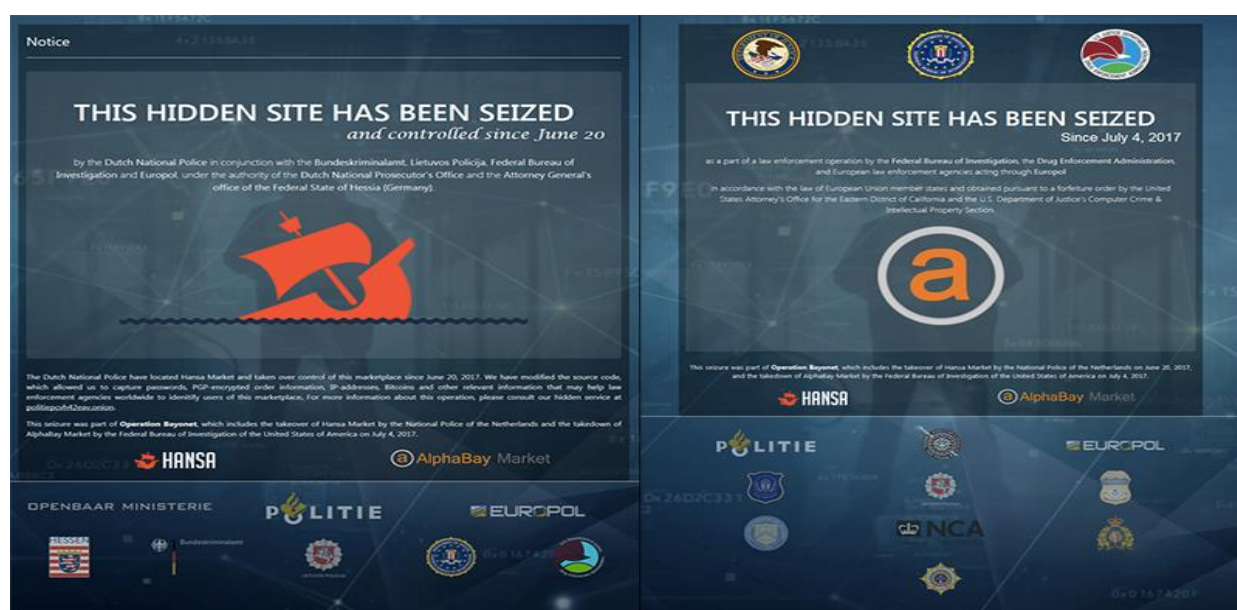 Notice
THIS HIDDEN SITE HAS BEEN SEIZED
and controlled since June 20
by the Dutch National Police in conjunction with the Bundeskriminalamt, Lietuvos Policija, Federal Bureau of
Investigation and Europol, under the authority of the Dutch National Prosecutor's Office and the Attorney General's
office of the Federal State of Hessia (Germany).
The Dutch National Police have located Hansa Market and taken over control of this marketplace since June 20, 2017. We have modified the source code,
which allowed us to capture passwords, PGP-encrypted order information, IP-addresses, Bitcoins and other relevant information that may help law
enforcement agencies worldwide to idenitify users of this marketplace, For more information about this operation, please consult our hidden service at
politiepcvh42eav.onion.
This seizure was part of Operation Bayonet, which includes the takeover of Hansa Market by the National Police of the Netherlands and the takedown of
AlphaBay Market by the Federal Bureau of Investigation of the United States of America on July 4, 2017.
HANSA
a AlphaBay Market
OPENBAAR MINISTERIE
POLITIE
EUROPOL
HESSEN
Bundeskriminalamt
THIS HIDDEN SITE HAS BEEN SEIZED
Since July 4, 2017
as a part of a law enforcement operation by the Federal Bureau of Investigation, the Drug Enforcement Administration,
and European law enforcement agencies acting through Europol
in accordance with the law of European Union member states and obtained pursuant to a forfeiture order by the United
States Attorney's Office for the Eastern District of California and the U.S. Department of Justice's Computer Crime &
Intellectual Property Section.
a
This seizure was part of Operation Bayonet, which includes the takeover of Hansa Market by the National Police of the Netherlands on June 20, 2017,
and the takedown of AlphaBay Market by the Federal Bureau of Investigation of the United States of America on July 4, 2017.
HANSA
a AlphaBay Market
POLITIE
EUROPOL
NCA